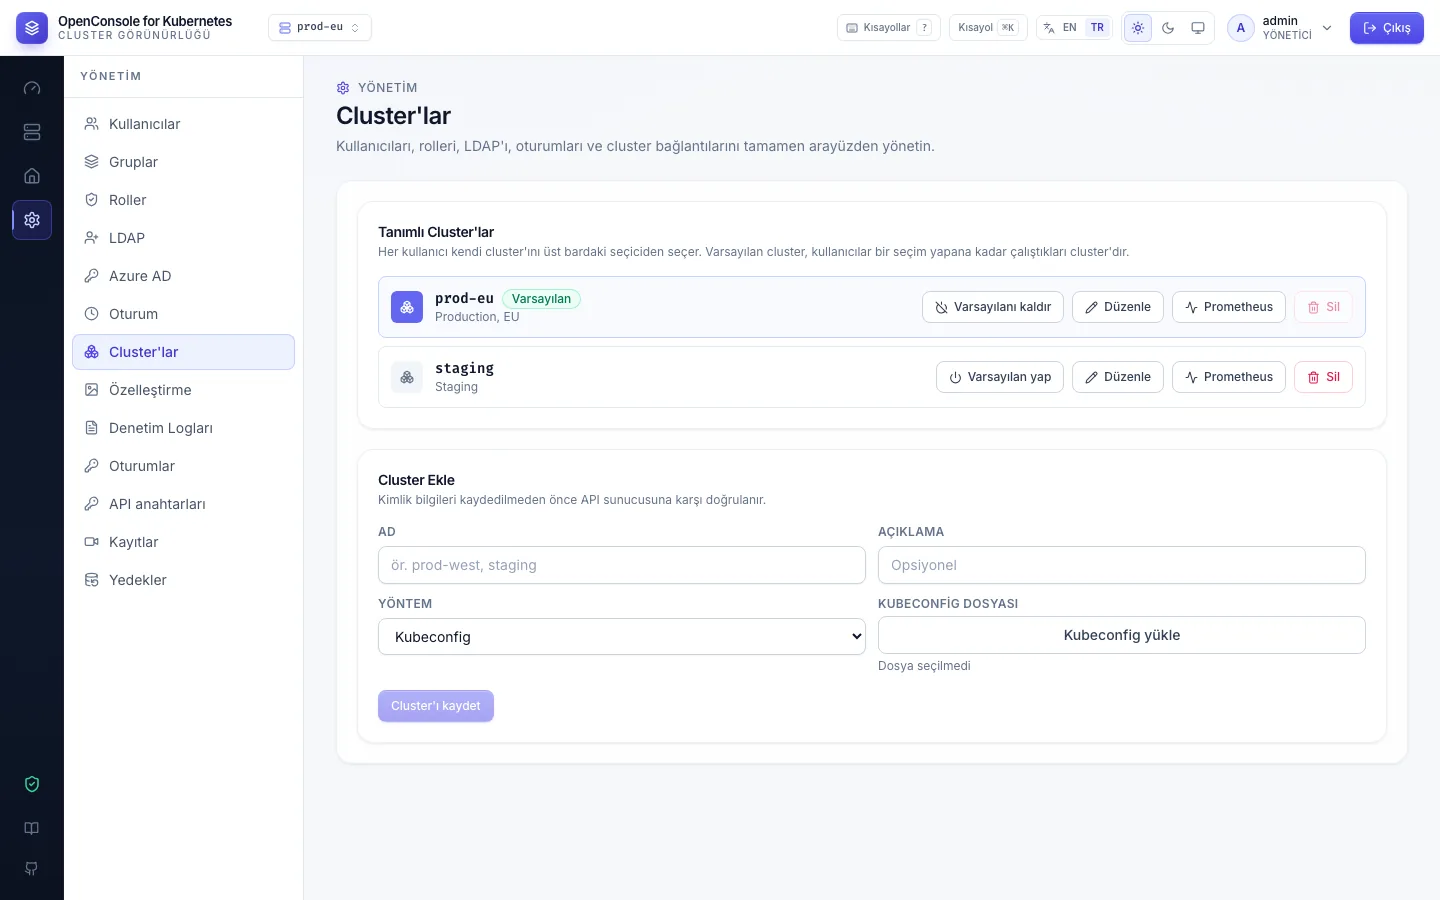 OpenConsole for Kubernetes
CLUSTER GÖRÜNÜRLÜĞÜ
prod-eu
Kısayollar ?
Kısayol ⌘K
EN TR
A
admin
YÖNETİCİ
Çıkış
YÖNETİM
Kullanıcılar
Gruplar
Roller
LDAP
Azure AD
Oturum
Cluster'lar
Özelleştirme
Denetim Logları
Oturumlar
API anahtarları
Kayıtlar
Yedekler
YÖNETİM
Cluster'lar
Kullanıcıları, rolleri, LDAP'ı, oturumları ve cluster bağlantılarını tamamen arayüzden yönetin.
Tanımlı Cluster'lar
Her kullanıcı kendi cluster'ını üst bardaki seçiciden seçer. Varsayılan cluster, kullanıcılar bir seçim yapana kadar çalıştıkları cluster'dır.
prod-eu Varsayılan
Production, EU
Varsayılanı kaldır Düzenle Prometheus Sil
staging
Staging
Varsayılan yap Düzenle Prometheus Sil
Cluster Ekle
Kimlik bilgileri kaydedilmeden önce API sunucusuna karşı doğrulanır.
AD
ör. prod-west, staging
AÇIKLAMA
Opsiyonel
YÖNTEM
Kubeconfig
KUBECONFİG DOSYASI
Kubeconfig yükle
Dosya seçilmedi
Cluster'ı kaydet